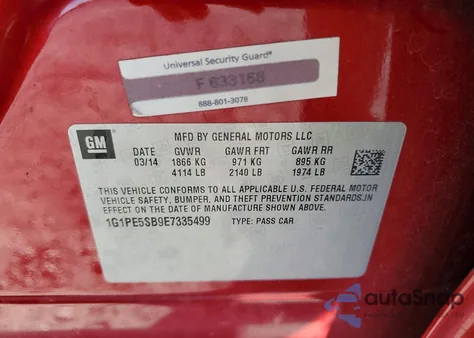 Universal Security Guard®
F 633168
888-801-3078
GM
MFD BY GENERAL MOTORS LLC
DATE GVWR GAWR FRT GAWR RR
03/14 1866 KG 971 KG 895 KG
4114 LB 2140 LB 1974 LB
THIS VEHICLE CONFORMS TO ALL APPLICABLE U.S. FEDERAL MOTOR
VEHICLE SAFETY, BUMPER, AND THEFT PREVENTION STANDARDS IN
EFFECT ON THE DATE OF MANUFACTURE SHOWN ABOVE.
1G1PE5SB9E7335499 TYPE: PASS CAR
autoSnap